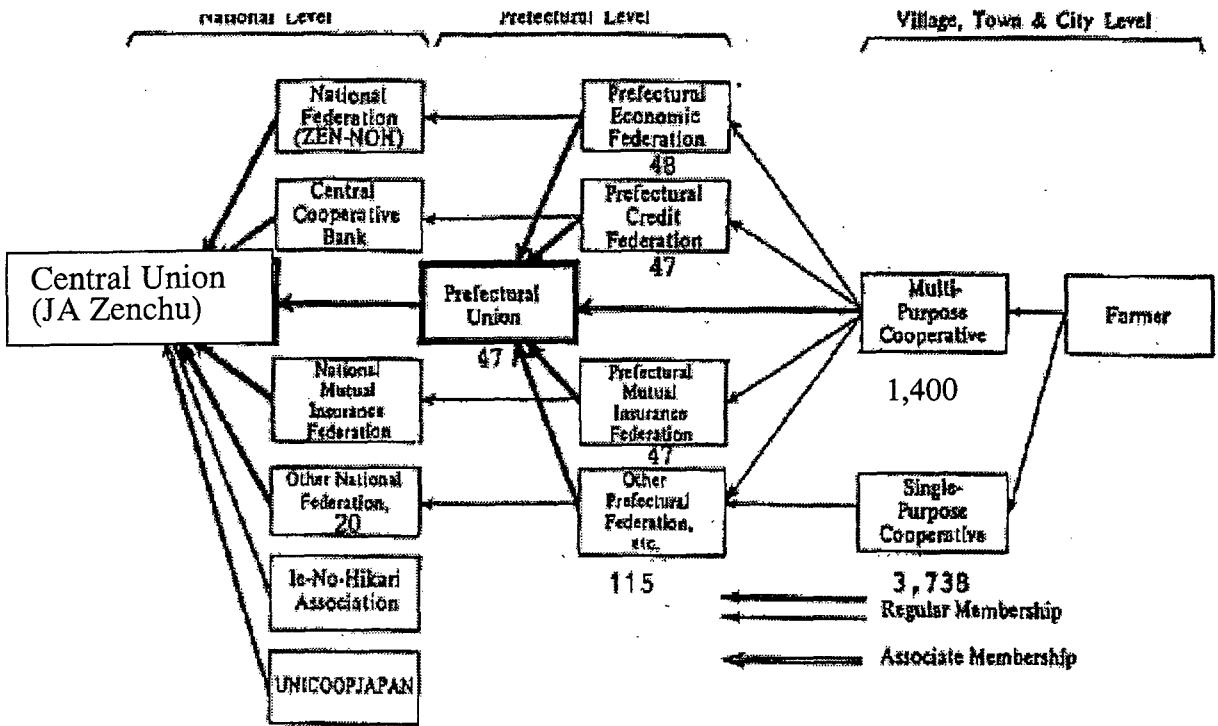 National Level
Prefectural Level
Village, Town & City Level
National
Federation
(ZEN-NOH)
Prefectural
Economic
Federation
48
Central
Cooperative
Bank
Prefectural
Credit
Federation
47
Central Union
(JA Zenchu)
Prefectural
Union
47
Multi-
Purpose
Cooperative
1,400
Farmer
National
Mutual
Insurance
Federation
Prefectural
Mutual
Insurance
Federation
47
Other National
Federation,
20
Other
Prefectural
Federation,
etc.
115
Single-
Purpose
Cooperative
3,738
Ie-No-Hikari
Association
UNICOOPJAPAN
Regular Membership
Associate Membership